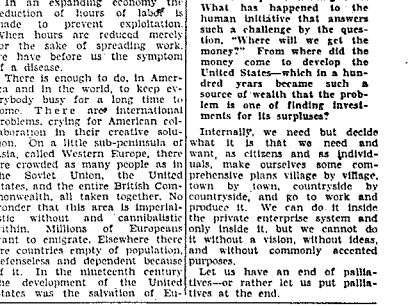 In an expanding economy the
reduction of hours of labor is
made to prevent exploitation.
When hours are reduced merely
for the sake of spreading work,
we have before us the symptom
of a disease.
There is enough to do, in Amer-
ica and in the world, to keep ev-
erybody busy for a long time to
come. There are international
problems, crying for American col-
laboration in their creative solu-
tion. On a little sub-peninsula of
Asia, called Western Europe, there
are crowded as many people as in
the Soviet Union, the United
States, and the entire British Com-
monwealth, all taken together. No
wonder that this area is imperial-
istic without and cannibalistic
within. Millions of Europeans
want to emigrate. Elsewhere there
are countries empty of population,
defenseless and dependent because
of it. In the nineteenth century
the development of the United
States was the salvation of Eu-
What has happened to the
human initiative that answers
such a challenge by the ques-
tion, "Where will we get the
money?" From where did the
money come to develop the
United States—which in a hun-
dred years became such a
source of wealth that the prob-
lem is one of finding invest-
ments for its surpluses?
Internally, we need but decide
what it is that we need and
want, as citizens and as individ-
uals, make ourselves some com-
prehensive plans village by village,
town by town, countryside by
countryside, and go to work and
produce it. We can do it inside
the private enterprise system and
only inside it, but we cannot do
it without a vision, without ideas,
and without commonly accented
purposes.
Let us have an end of pallia-
tives—or rather let us put pallia-
tives at the end.